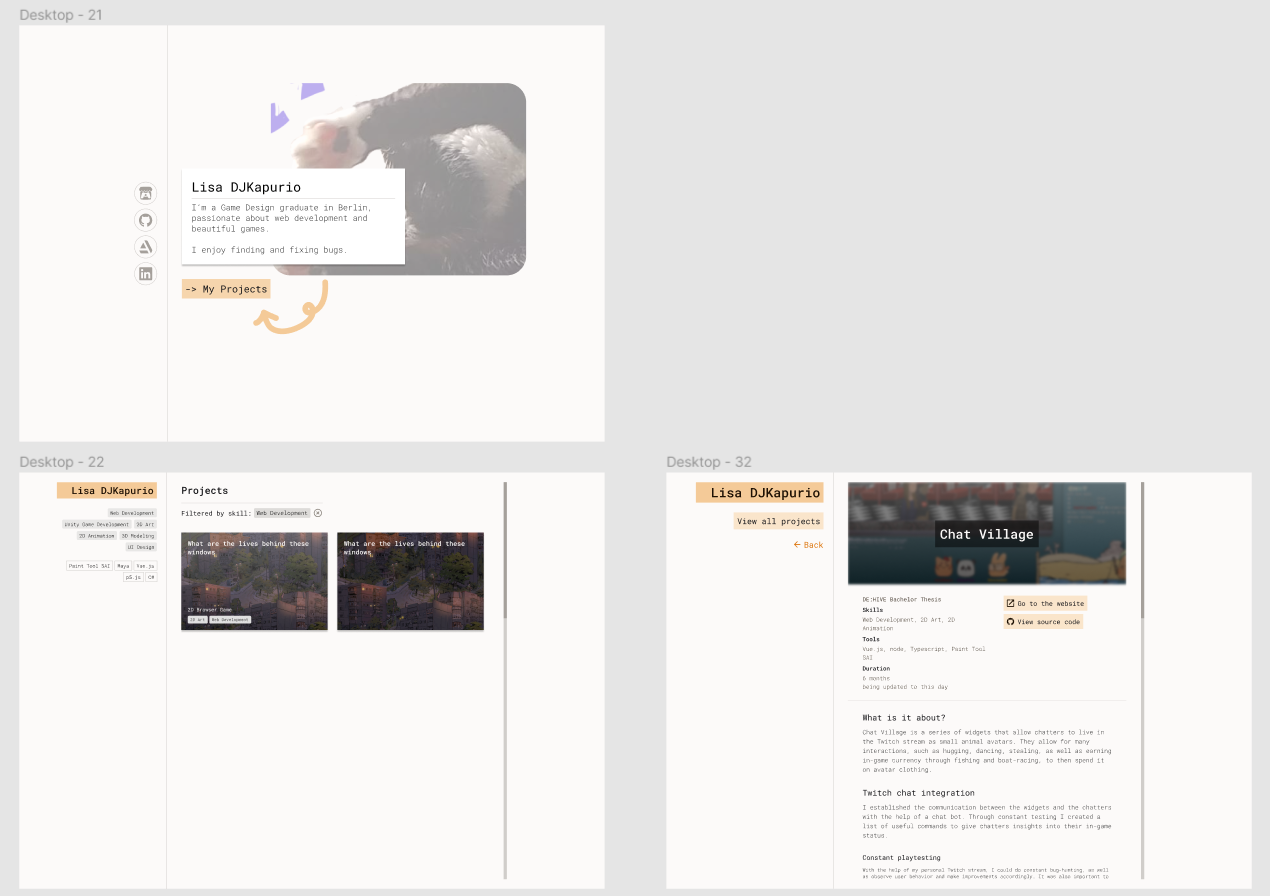 Desktop - 21
Lisa DJKapurio
I'm a Game Design graduate in Berlin,
passionate about web development and
beautiful games.
I enjoy finding and fixing bugs.
-> My Projects
Desktop - 22
Lisa DJKapurio
Web Development
Unity Game Development 2D Art
2D Animation 3D Modeling
UI Design
Paint Tool SAI Maya Vue.js
p5.js C#
Projects
Filtered by skill: Web Development
What are the lives behind these
windows
2D Browser Game
2D Art Web Development
What are the lives behind these
windows
Desktop - 32
Lisa DJKapurio
View all projects
Back
Chat Village
DE:HIVE Bachelor Thesis
Skills
Web Development, 2D Art, 2D
Animation
Tools
Vue.js, node, Typescript, Paint Tool
SAI
Duration
6 months
being updated to this day
Go to the website
View source code
What is it about?
Chat Village is a series of widgets that allow chatters to live in
the Twitch stream as small animal avatars. They allow for many
interactions, such as hugging, dancing, stealing, as well as earning
in-game currency through fishing and boat-racing, to then spend it
on avatar clothing.
Twitch chat integration
I established the communication between the widgets and the chatters
with the help of a chat bot. Through constant testing I created a
list of useful commands to give chatters insights into their in-game
status.
Constant playtesting
With the help of my personal Twitch stream, I could do constant bug-hunting, as well
as observe user behavior and make improvements accordingly. It was also important to